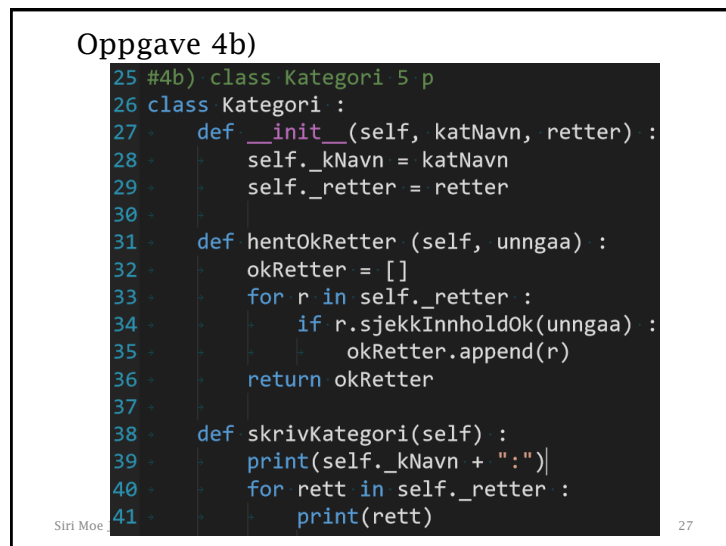 Oppgave 4b)
25 #4b) class Kategori 5 p
26 class Kategori :
27     def __init__(self, katNavn, retter) :
28         self._kNavn = katNavn
29         self._retter = retter
30
31     def hentOkRetter (self, unngaa) :
32         okRetter = []
33         for r in self._retter :
34             if r.sjekkInnholdOk(unngaa) :
35                 okRetter.append(r)
36         return okRetter
37
38     def skrivKategori(self) :
39         print(self._kNavn + ":")
40         for rett in self._retter :
41             print(rett)
Siri Moe
27